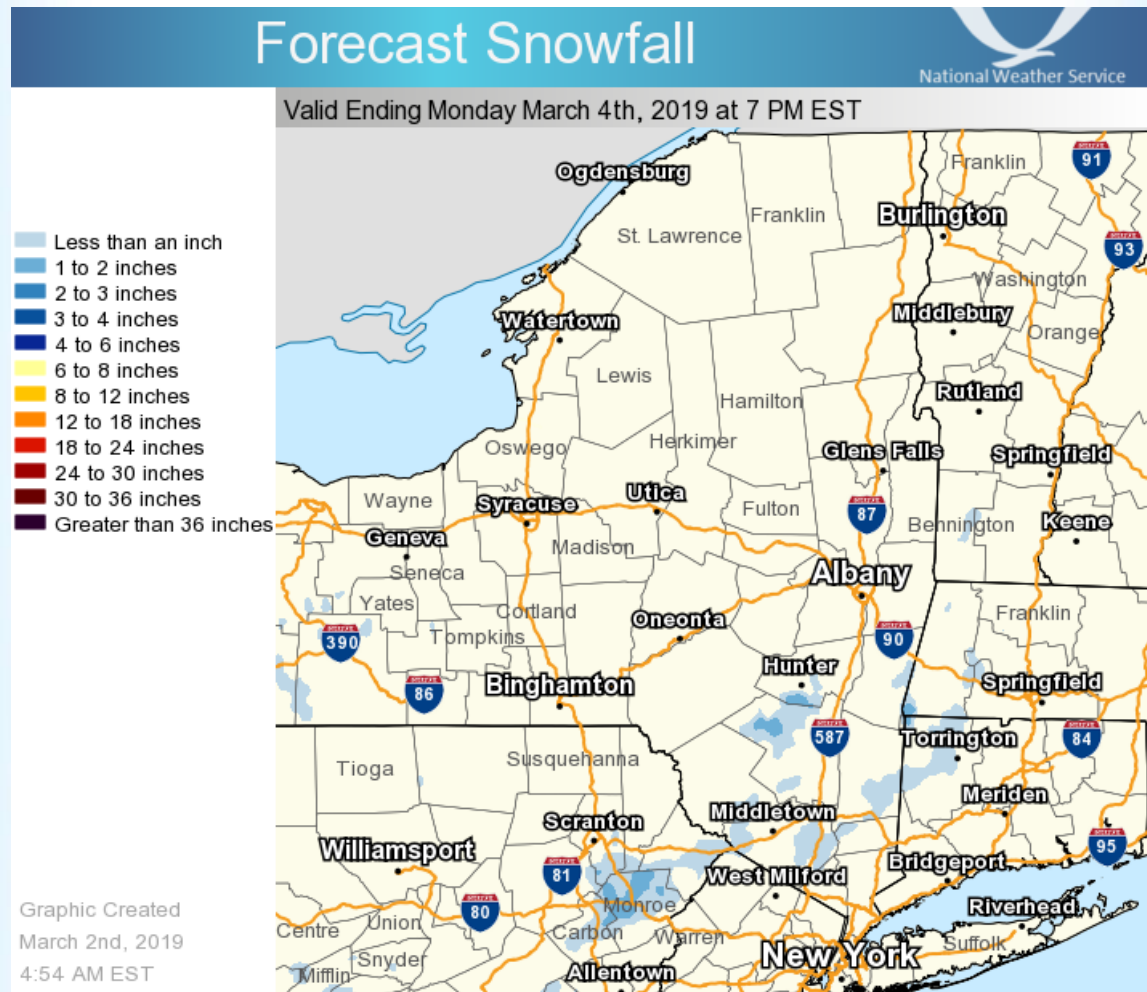 Forecast Snowfall
National Weather Service
Valid Ending Monday March 4th, 2019 at 7 PM EST
Less than an inch
1 to 2 inches
2 to 3 inches
3 to 4 inches
4 to 6 inches
6 to 8 inches
8 to 12 inches
12 to 18 inches
18 to 24 inches
24 to 30 inches
30 to 36 inches
Greater than 36 inches
Graphic Created
March 2nd, 2019
4:54 AM EST
Ogdensburg
Franklin
91
Franklin
Burlington
St. Lawrence
93
Washington
Watertown
Middlebury
Orange
Lewis
Rutland
Hamilton
Oswego
Herkimer
Glens Falls
Springfield
Wayne
Syracuse
Utica
Fulton
87
Bennington
Keene
Geneva
Madison
Seneca
Albany
Yates
Cortland
Oneonta
Franklin
390
Tompkins
90
Hunter
86
Binghamton
Springfield
587
Torrington
84
Tioga
Susquehanna
Meriden
Scranton
Middletown
95
Williamsport
81
West Milford
Bridgeport
80
Monroe
Riverhead
Centre
Union
Carbon
Warren
Suffolk
Snyder
New York
Mifflin
Allentown